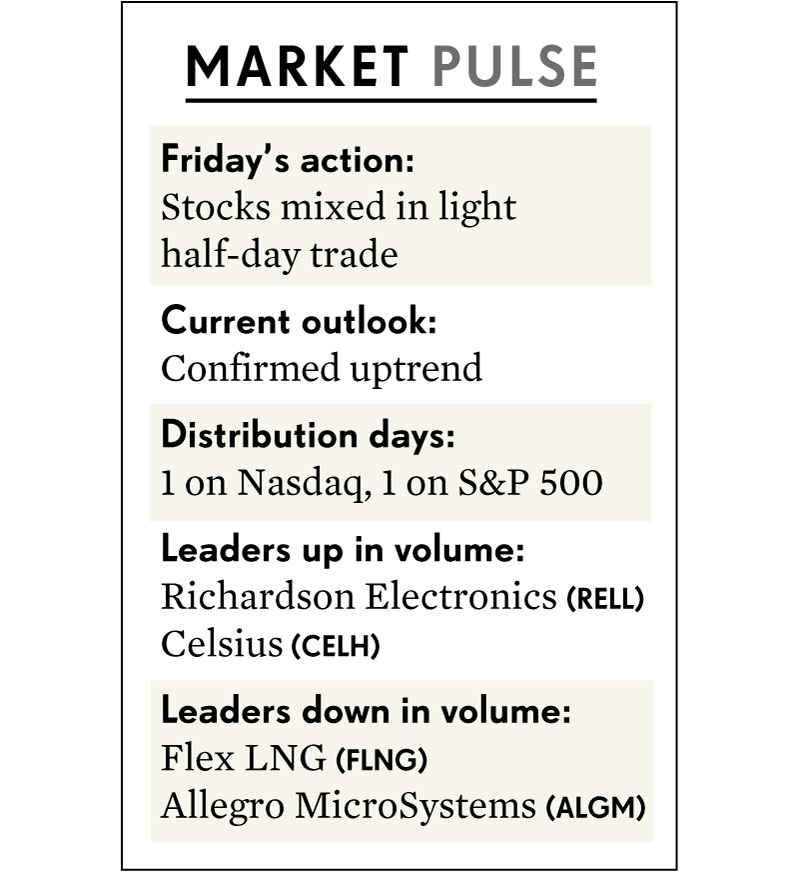 MARKET PULSE
Friday’s action:
Stocks mixed in light
half-day trade
Current outlook:
Confirmed uptrend
Distribution days:
1 on Nasdaq, 1 on S&P 500
Leaders up in volume:
Richardson Electronics (RELL)
Celsius (CELH)
Leaders down in volume:
Flex LNG (FLNG)
Allegro MicroSystems (ALGM)